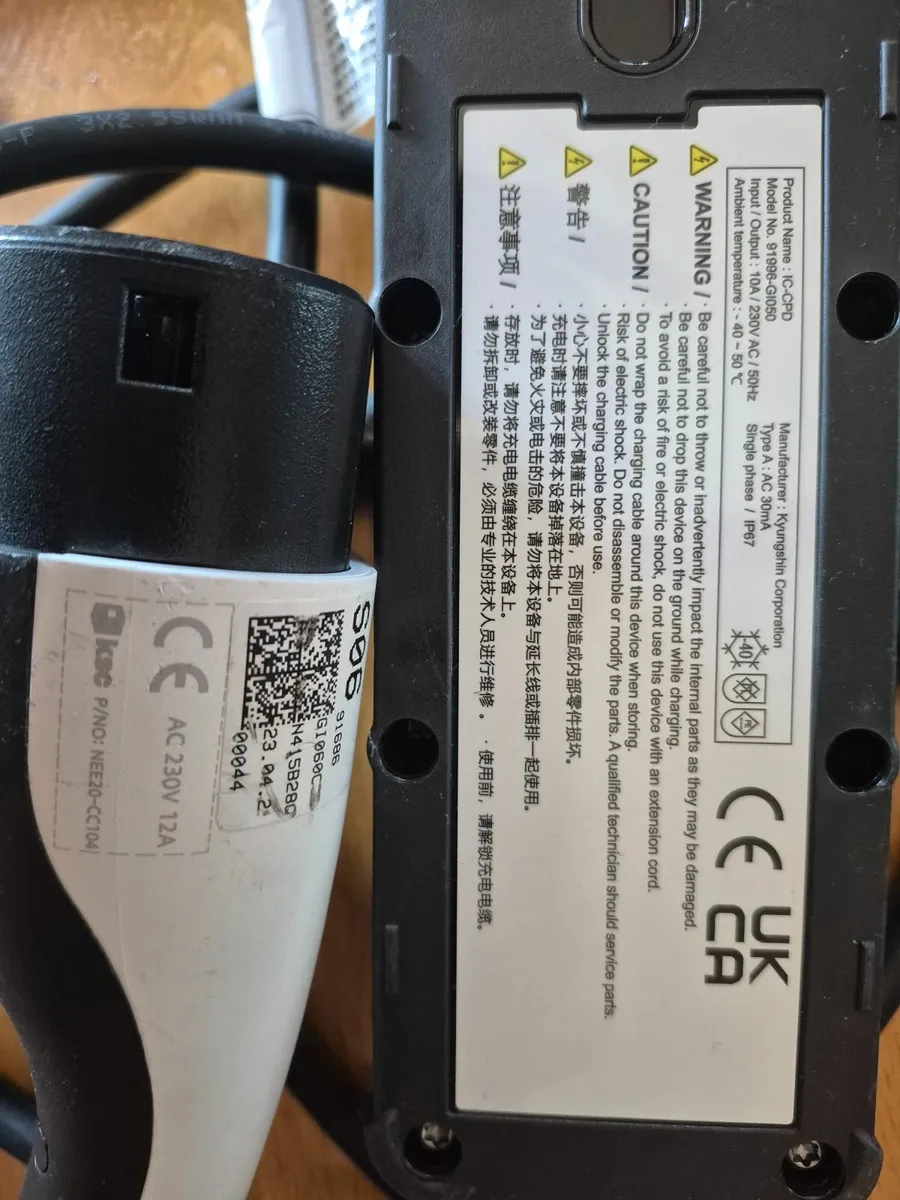 3X2.5SQmm
Product Name : IC-CPD
Model No. 91996-GI050
Input / Output : 10A / 230V AC / 50Hz
Ambient temperature : - 40 ~ 50 ℃
Manufacturer : Kyungshin Corporation
Type A : AC 30mA
Single phase / IP67
-40
WARNING / · Be careful not to throw or inadvertently impact the internal parts as they may be damaged.
· Be careful not to drop this device on the ground while charging.
· To avoid a risk of fire or electric shock, do not use this device with an extension cord.
CAUTION / · Do not wrap the charging cable around this device when storing.
· Risk of electric shock. Do not disassemble or modify the parts. A qualified technician should service parts.
· Unlock the charging cable before use.
警告 / · 小心不要摔坏或不慎撞击本设备，否则可能造成内部零件损坏。
· 充电时请注意不要将本设备掉落在地上。
· 为了避免火灾或电击的危险，请勿将本设备与延长线或插排一起使用。
注意事项 / · 存放时，请勿将充电电缆缠绕在本设备上。
· 请勿拆卸或改装零件，必须由专业的技术人员进行维修 。 · 使用前，请解锁充电电缆。
CE
UK
CA
S06
91686
GI060C
N415B28Q
23.04.2
00044
CE AC 230V 12A
ksc P/NO: NEE20-CC104